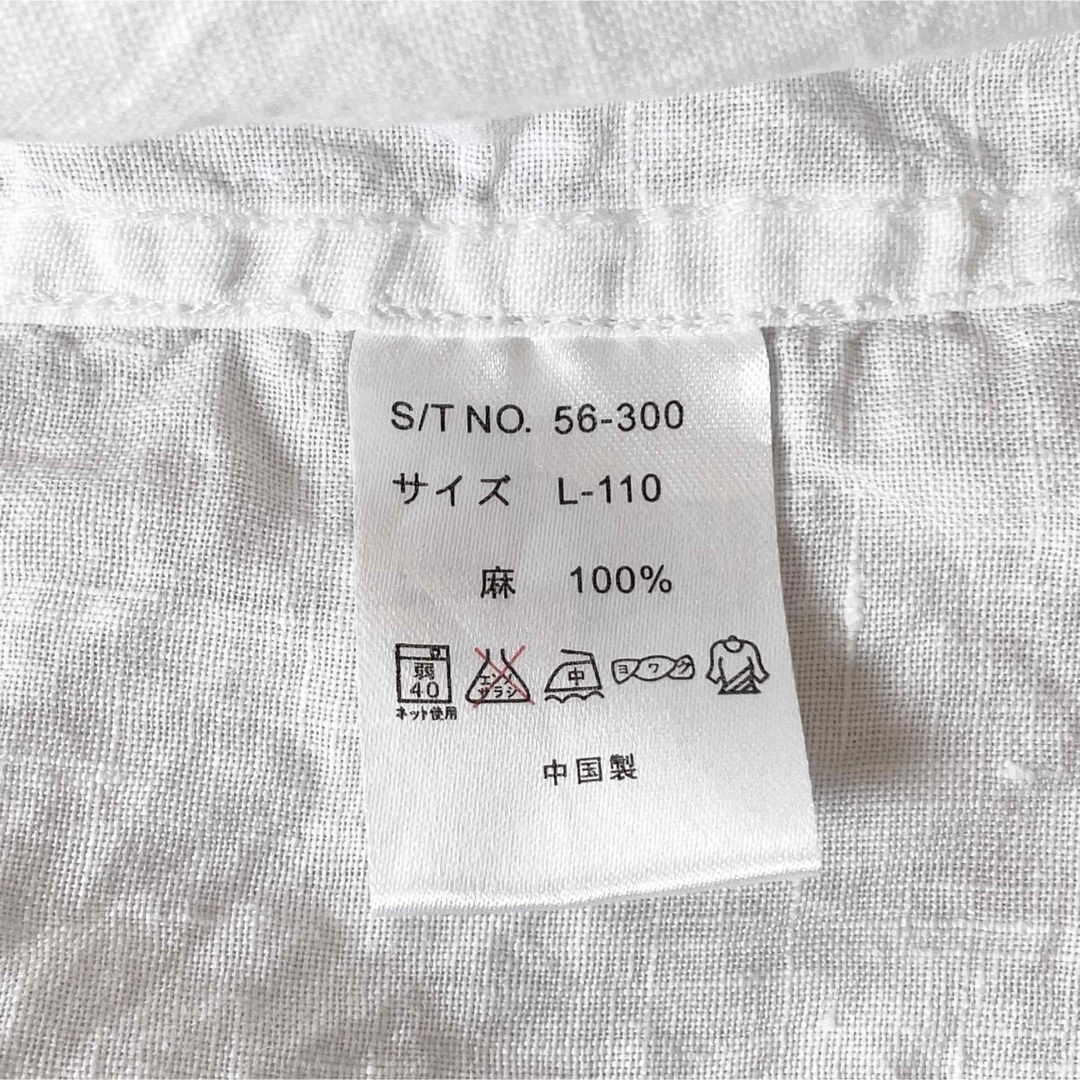 S/T NO. 56-300
サイズ L-110
麻 100%
弱
40
ネット使用
エンソ
サラシ
中
ヨワク
中国製